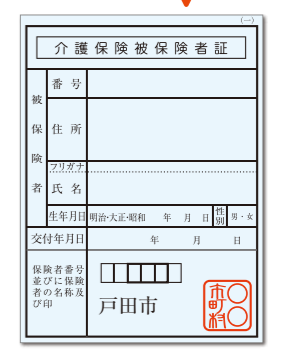 (一)
介護保険被保険者証
被保険者
番号
住所
フリガナ
氏名
生年月日 明治・大正・昭和 年 月 日 性別 男・女
交付年月日 年 月 日
保険者番号
並びに保険
者の名称及
び印
戸田市
市町村○○